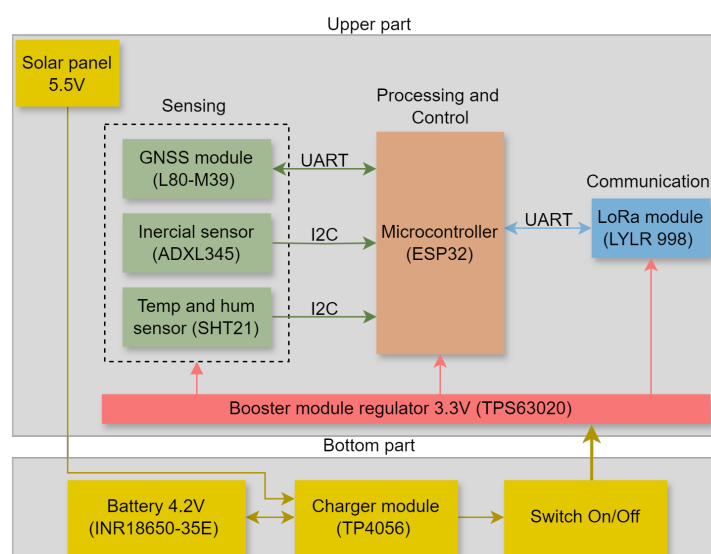 Upper part
Solar panel
5.5V
Sensing
Processing and
Control
GNSS module
(L80-M39)
UART
Communication
Inercial sensor
(ADXL345)
I2C
Microcontroller
(ESP32)
UART
LoRa module
(LYLR 998)
Temp and hum
sensor (SHT21)
I2C
Booster module regulator 3.3V (TPS63020)
Bottom part
Battery 4.2V
(INR18650-35E)
Charger module
(TP4056)
Switch On/Off